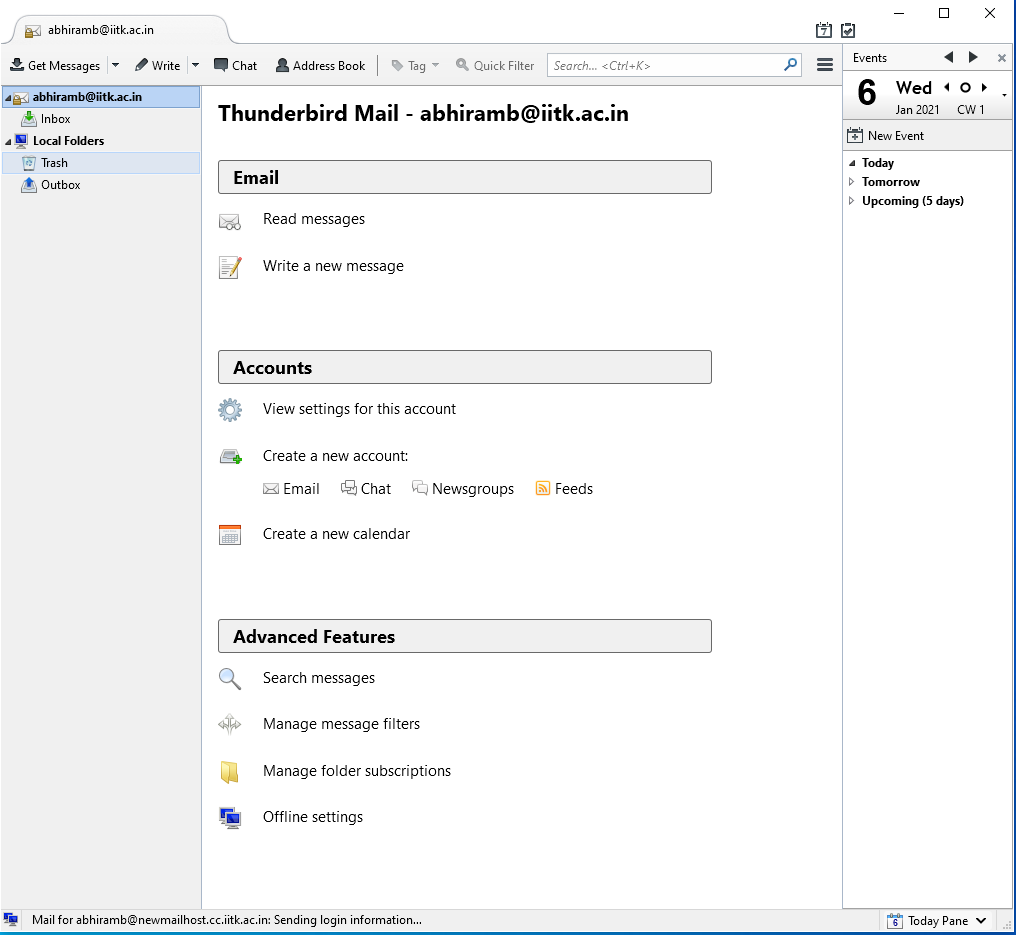 abhiramb@iitk.ac.in
7
Get Messages Write Chat Address Book Tag Quick Filter Search... <Ctrl+K>
abhiramb@iitk.ac.in
Inbox
Local Folders
Trash
Outbox
Thunderbird Mail - abhiramb@iitk.ac.in
Email
Read messages
Write a new message
Accounts
View settings for this account
Create a new account:
Email Chat Newsgroups Feeds
Create a new calendar
Advanced Features
Search messages
Manage message filters
Manage folder subscriptions
Offline settings
Events
6 Wed
Jan 2021 CW 1
New Event
Today
Tomorrow
Upcoming (5 days)
Mail for abhiramb@newmailhost.cc.iitk.ac.in: Sending login information...
6 Today Pane